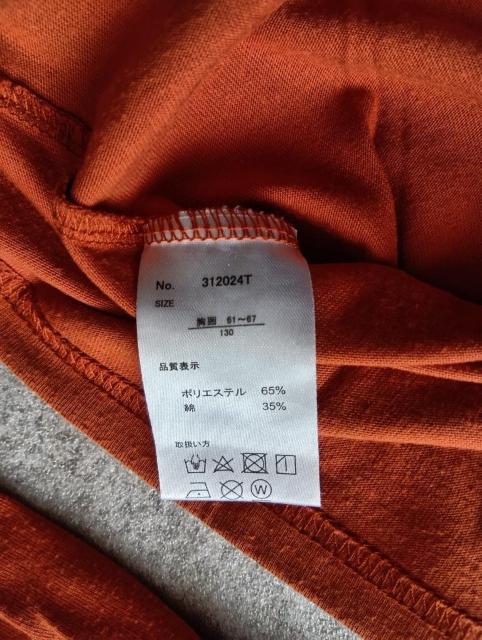 No. 312024T
SIZE
胸囲 61～67
130
品質表示
ポリエステル 65%
綿 35%
取扱い方
W